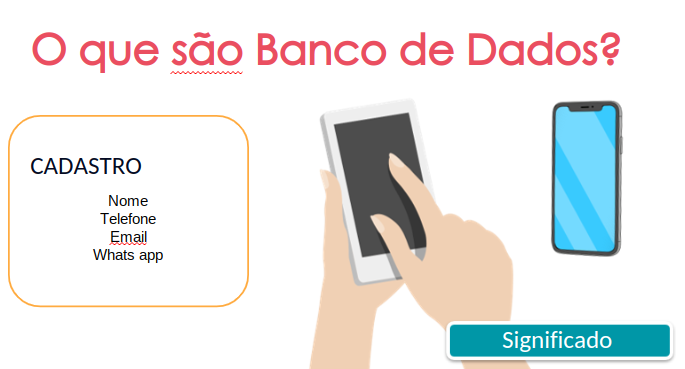 O que são Banco de Dados?
CADASTRO
Nome
Telefone
Email
Whats app
Significado